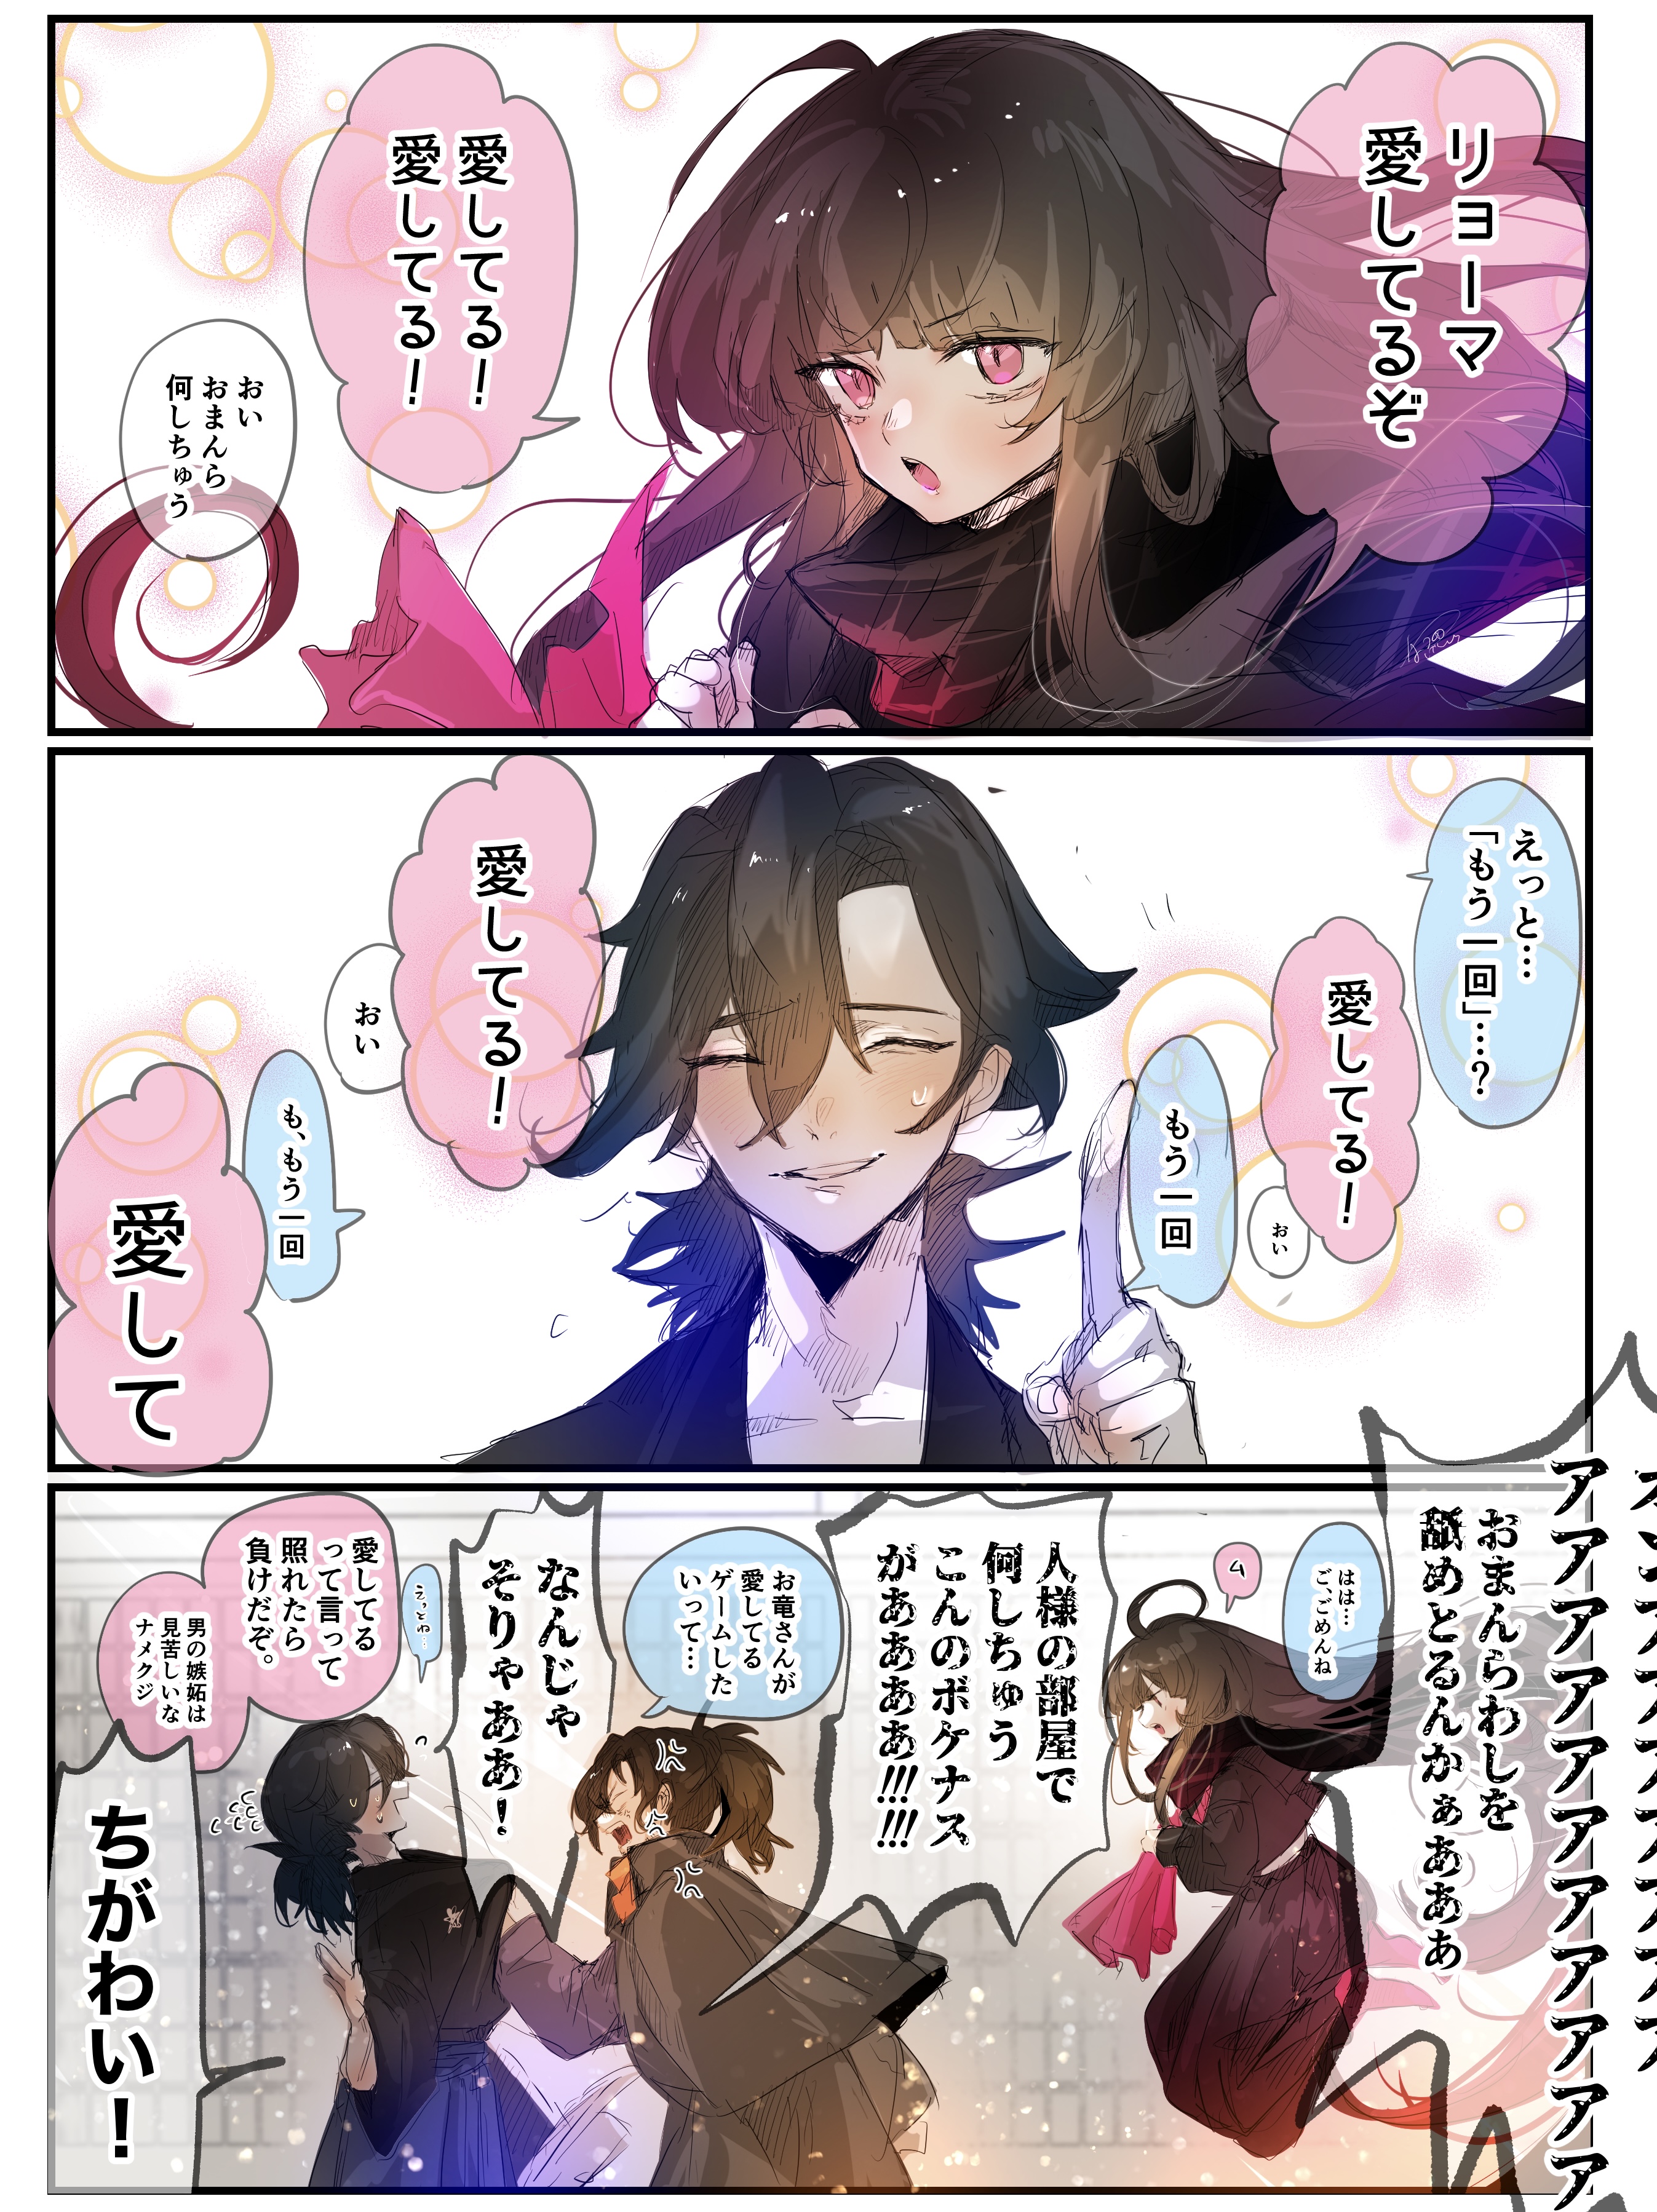 リョーマ
愛してるぞ
愛してる！
愛してる！
おい
おまんら
何しちゅう
えっと…
「もう一回」…？
愛してる！
おい
もう一回
愛してる！
おい
も、もう一回
愛して
アアアアアアアアアアア
おまんらわしを
舐めとるんかぁあああ
はは…
ご、ごめんね
ム
人様の部屋で
何しちゅう
こんのボケナス
がああああ!!!!!!
お竜さんが
愛してる
ゲームした
いって…
なんじゃ
そりゃああ！
えっとね…
愛してる
って言って
照れたら
負けだぞ。
男の嫉妬は
見苦しいな
ナメクジ
ちがわい！